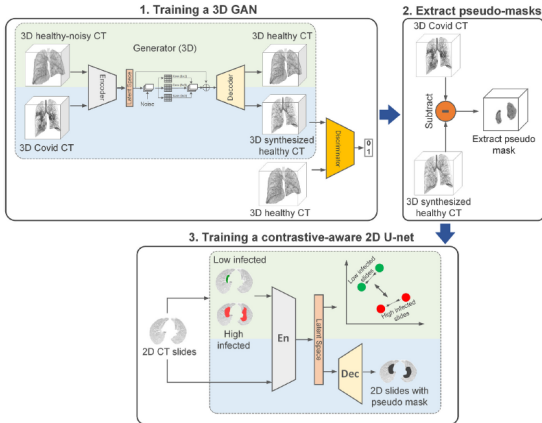 1. Training a 3D GAN
3D healthy-noisy CT
Generator (3D)
3D healthy CT
Encoder
Latent Space
Noise
Decoder
3D Covid CT
3D synthesized
healthy CT
Discriminator
0
1
3D healthy CT
2. Extract pseudo-masks
3D Covid CT
Subtract
Extract pseudo
mask
3D synthesized
healthy CT
3. Training a contrastive-aware 2D U-net
Low infected
High
infected
2D CT slides
En
Latent Space
Low infected
slides
High infected
slides
Dec
2D slides with
pseudo mask